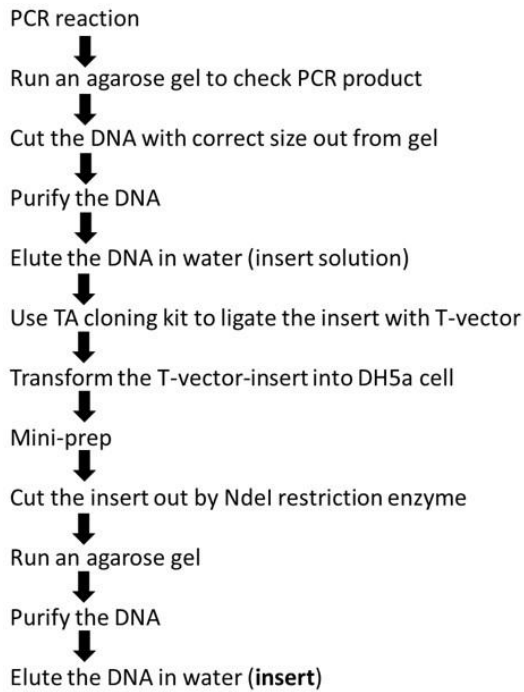 PCR reaction
Run an agarose gel to check PCR product
Cut the DNA with correct size out from gel
Purify the DNA
Elute the DNA in water (insert solution)
Use TA cloning kit to ligate the insert with T-vector
Transform the T-vector-insert into DH5a cell
Mini-prep
Cut the insert out by NdeI restriction enzyme
Run an agarose gel
Purify the DNA
Elute the DNA in water (insert)